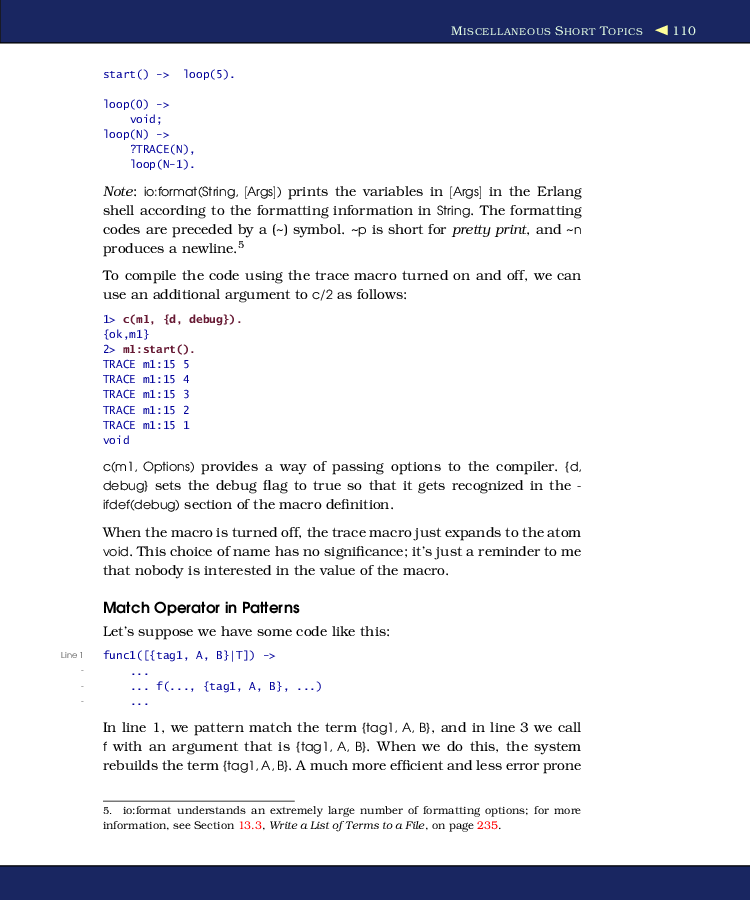 MISCELLANEOUS SHORT TOPICS ◀ 110
start() -> loop(5).
loop(0) ->
void;
loop(N) ->
?TRACE(N),
loop(N-1).
Note: io:format(String, [Args]) prints the variables in [Args] in the Erlang
shell according to the formatting information in String. The formatting
codes are preceded by a (~) symbol. ~p is short for pretty print, and ~n
produces a newline.5
To compile the code using the trace macro turned on and off, we can
use an additional argument to c/2 as follows:
1> c(m1, {d, debug}).
{ok,m1}
2> m1:start().
TRACE m1:15 5
TRACE m1:15 4
TRACE m1:15 3
TRACE m1:15 2
TRACE m1:15 1
void
c(m1, Options) provides a way of passing options to the compiler. {d,
debug} sets the debug flag to true so that it gets recognized in the -
ifdef(debug) section of the macro definition.
When the macro is turned off, the trace macro just expands to the atom
void. This choice of name has no significance; it's just a reminder to me
that nobody is interested in the value of the macro.
Match Operator in Patterns
Let's suppose we have some code like this:
Line 1 func1([{tag1, A, B}|T]) ->
- ...
- ... f(..., {tag1, A, B}, ...)
- ...
In line 1, we pattern match the term {tag1, A, B}, and in line 3 we call
f with an argument that is {tag1, A, B}. When we do this, the system
rebuilds the term {tag1, A, B}. A much more efficient and less error prone
5. io:format understands an extremely large number of formatting options; for more
information, see Section 13.3, Write a List of Terms to a File, on page 235.